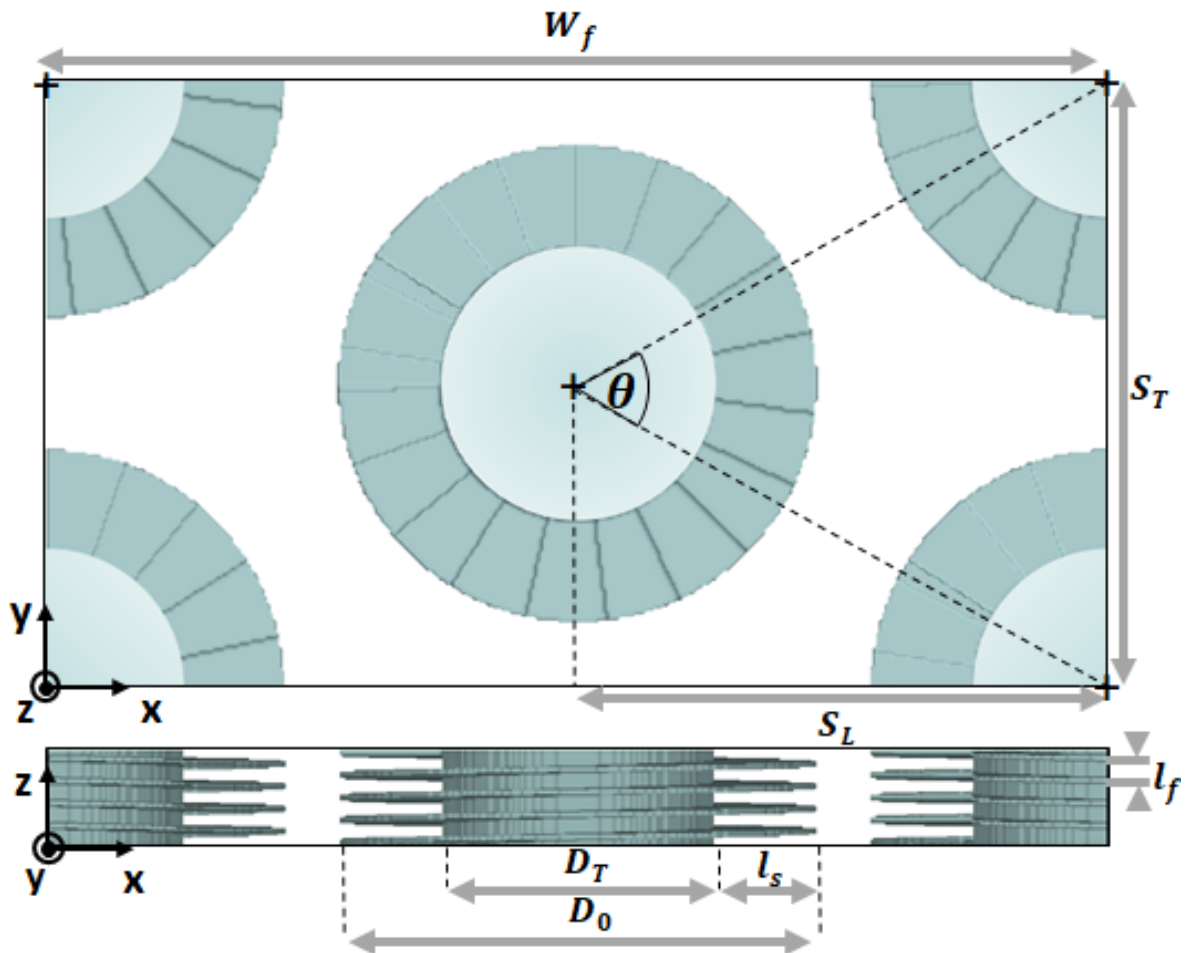 W_f
θ
S_T
y
z x
S_L
z
l_f
y x
D_T l_s
D_0